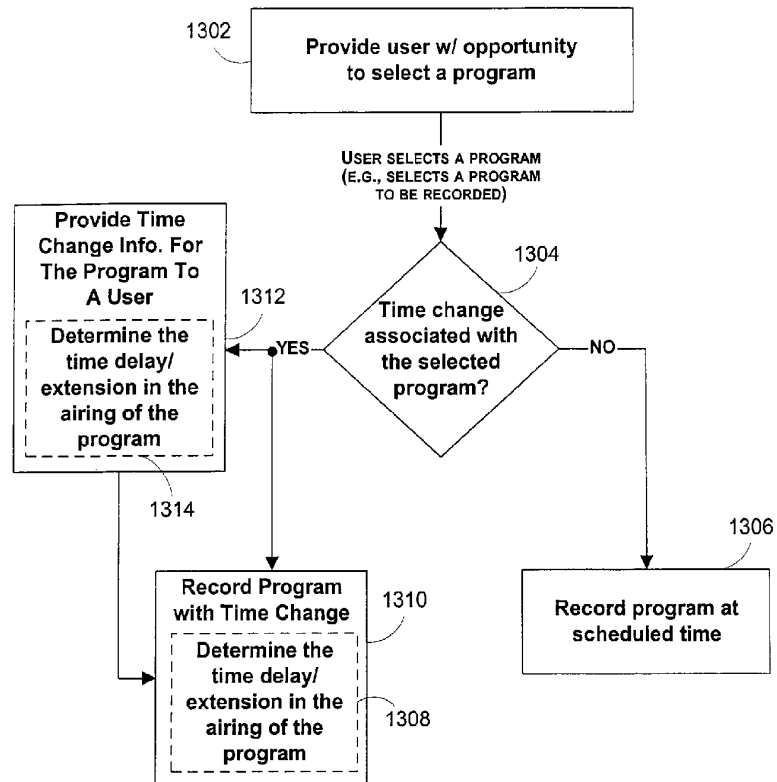 1302
Provide user w/ opportunity
to select a program
USER SELECTS A PROGRAM
(E.G., SELECTS A PROGRAM
TO BE RECORDED)
Provide Time
Change Info. For
The Program To
A User
1312
Determine the
time delay/
extension in the
airing of the
program
1314
1304
Time change
associated with
the selected
program?
YES
NO
1306
Record program at
scheduled time
Record Program
with Time Change
1310
Determine the
time delay/
extension in the
airing of the
program
1308